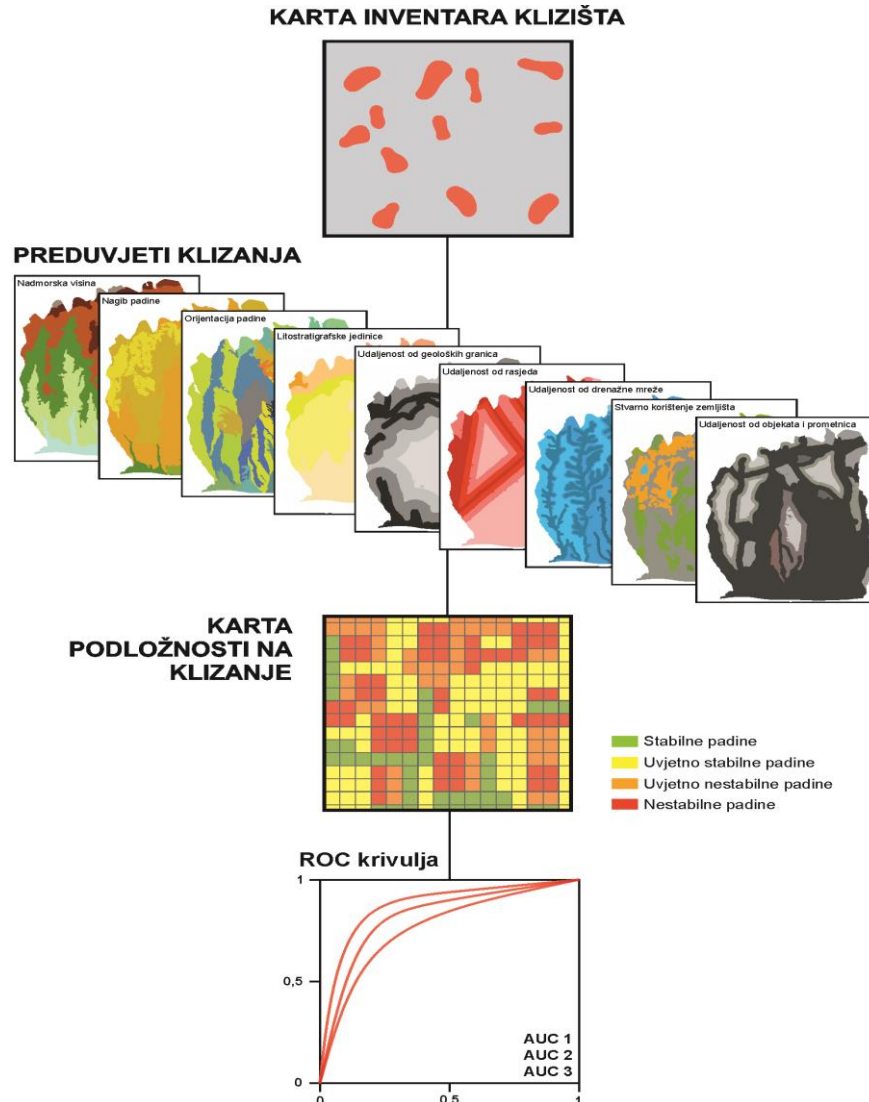 KARTA INVENTARA KLIZIŠTA
PREDUVJETI KLIZANJA
Nadmorska visina
Nagib padine
Orijentacija padine
Litostratigrafske jedinice
Udaljenost od geoloških granica
Udaljenost od rasjeda
Udaljenost od drenažne mreže
Stvarno korištenje zemljišta
Udaljenost od objekata i prometnica
KARTA
PODLOŽNOSTI NA
KLIZANJE
Stabilne padine
Uvjetno stabilne padine
Uvjetno nestabilne padine
Nestabilne padine
ROC krivulja
1
0,5
0
AUC 1
AUC 2
AUC 3
0
0.5
1